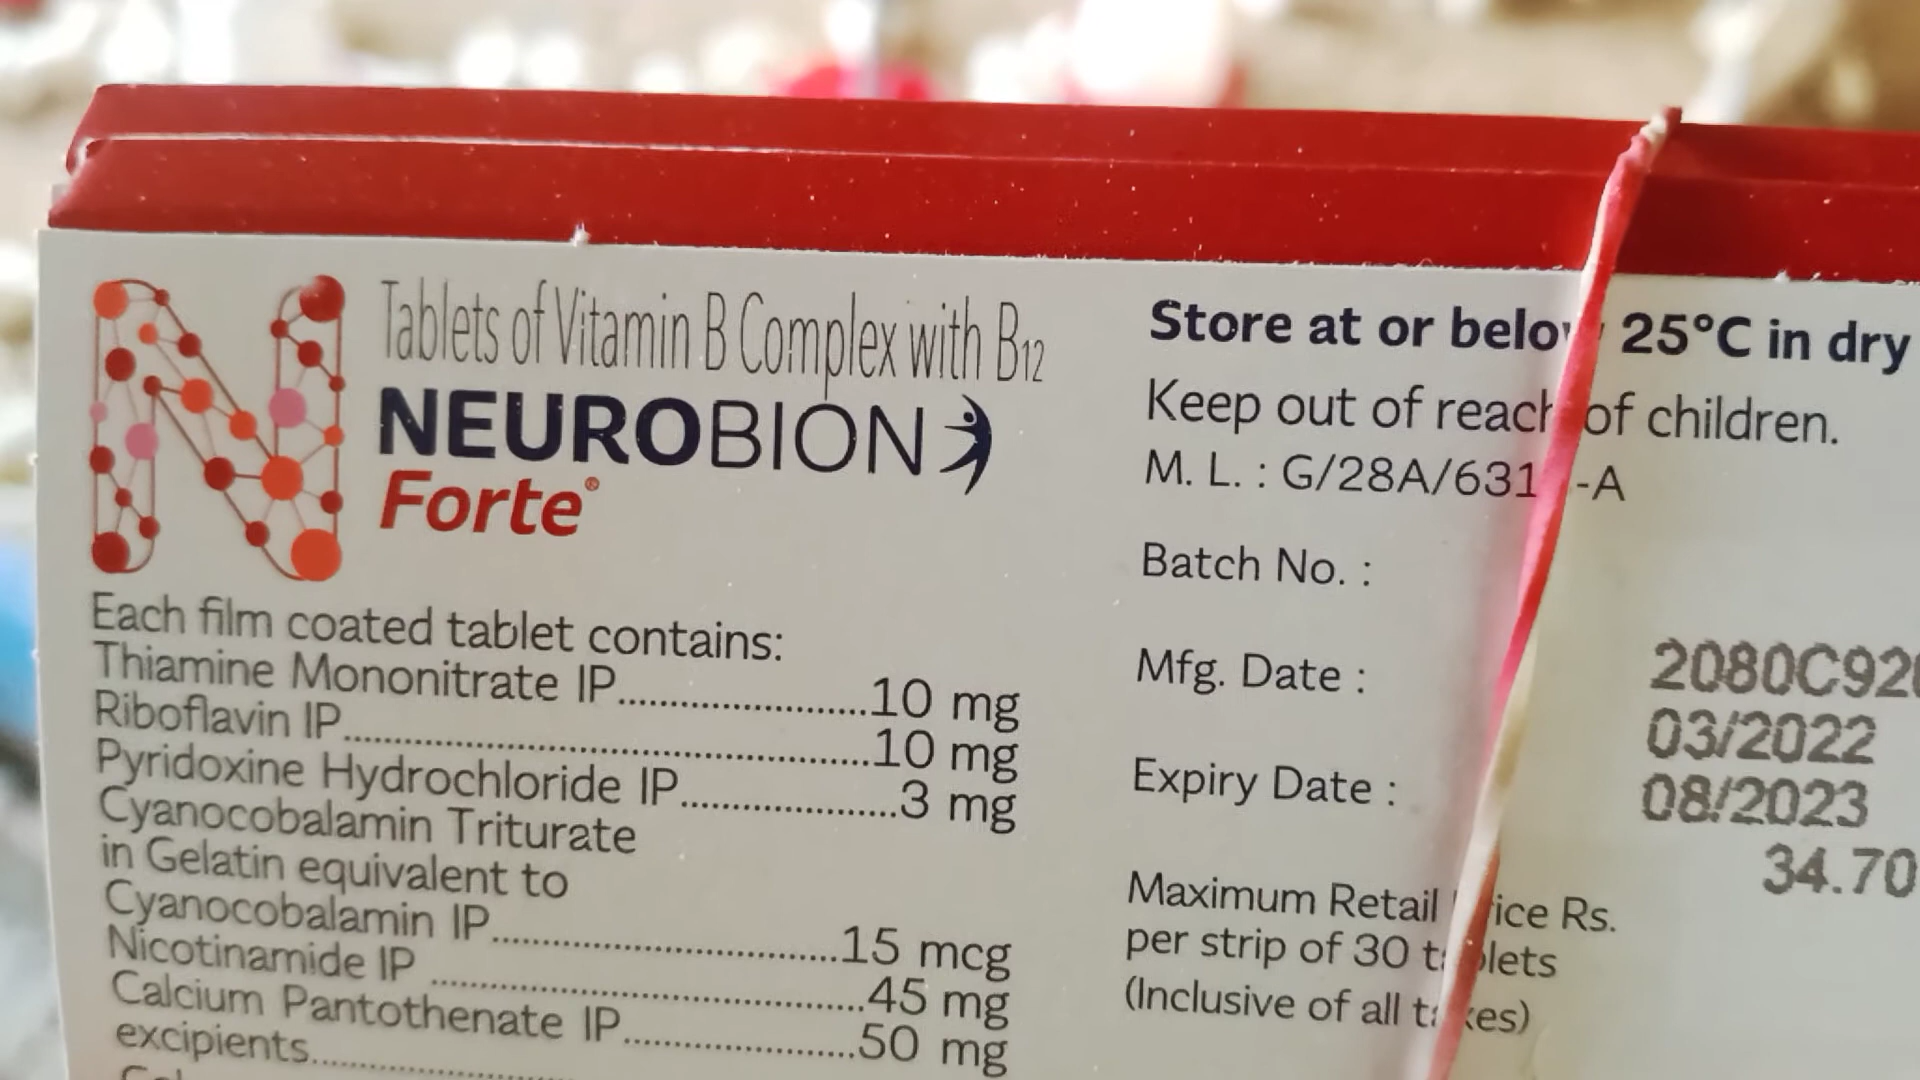 Tablets of Vitamin B Complex with B12
NEUROBION
Forte®
Each film coated tablet contains:
Thiamine Mononitrate IP..........................10 mg
Riboflavin IP.......................................................10 mg
Pyridoxine Hydrochloride IP......................3 mg
Cyanocobalamin Triturate
in Gelatin equivalent to
Cyanocobalamin IP...................................15 mcg
Nicotinamide IP ............................................45 mg
Calcium Pantothenate IP........................50 mg
excipients...........................
Store at or 25°C in dry
Keep out of of children.
M. L. : G/28A/631 -A
Batch No. :
Mfg. Date :
Expiry Date :
2080C92
03/2022
08/2023
34.70
Maximum Retail Rs.
per strip of 30
(Inclusive of all